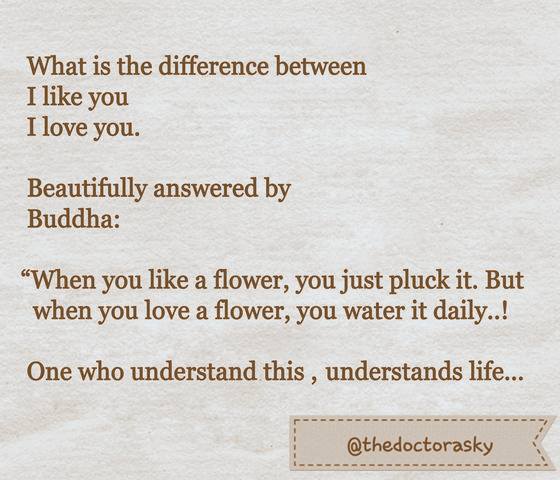 What is the difference between
I like you
I love you.
Beautifully answered by
Buddha:
“When you like a flower, you just pluck it. But
when you love a flower, you water it daily..!
One who understand this , understands life...
@thedoctorasky